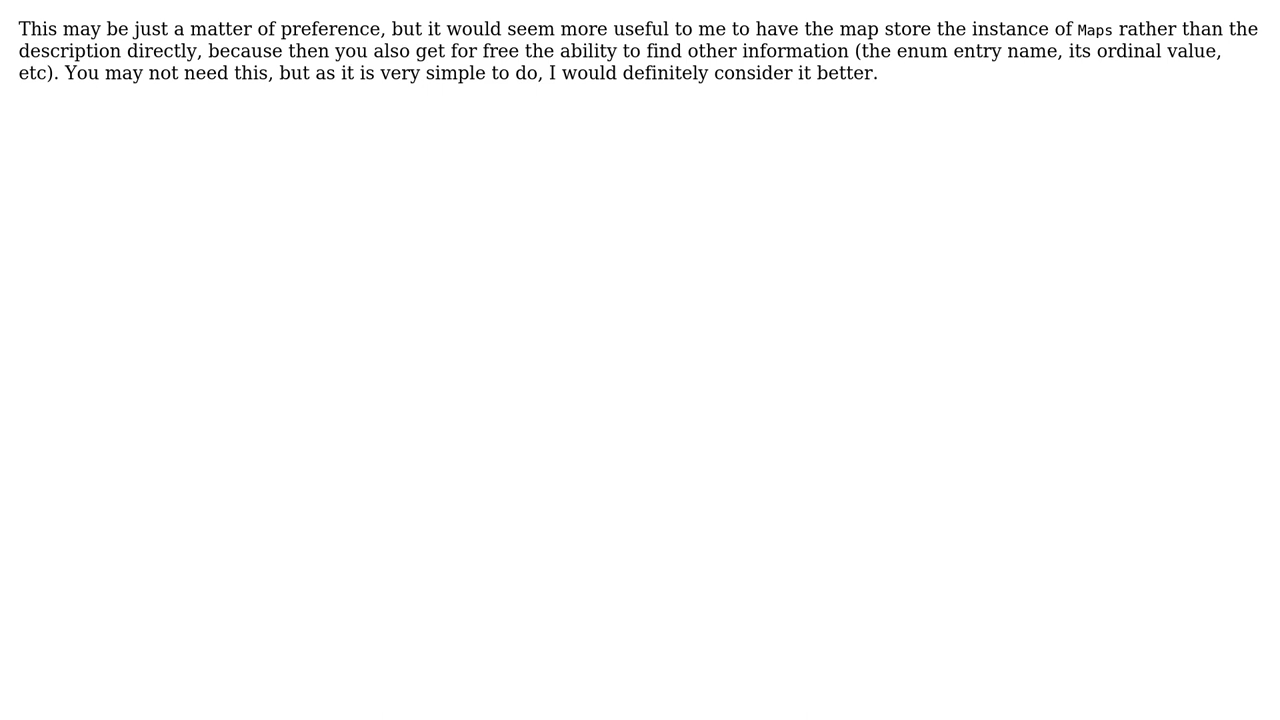 This may be just a matter of preference, but it would seem more useful to me to have the map store the instance of Maps rather than the
description directly, because then you also get for free the ability to find other information (the enum entry name, its ordinal value,
etc). You may not need this, but as it is very simple to do, I would definitely consider it better.